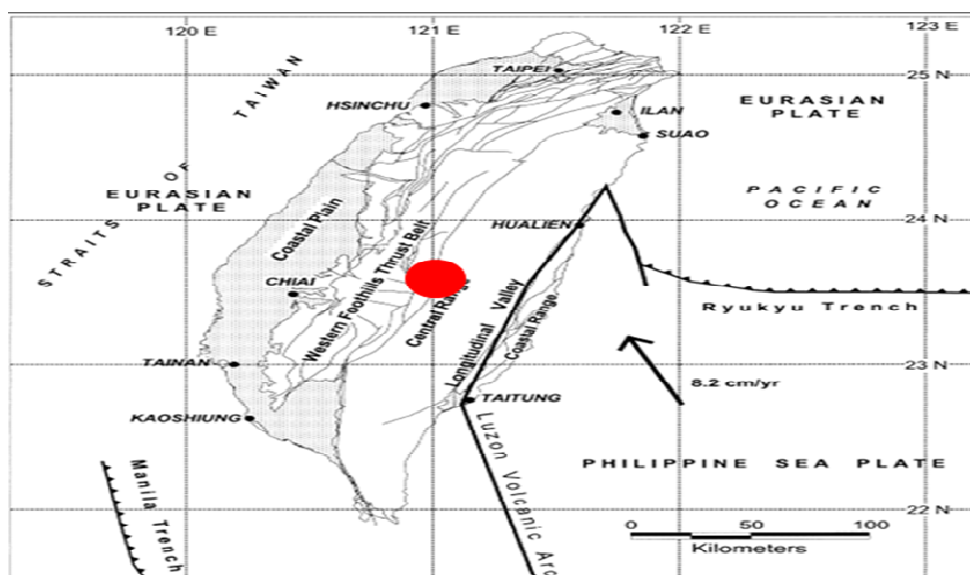 120 E
121 E
122 E
123 E
TAIPEI
25 N
HSINCHU
ILAN
SUAO
EURASIAN
PLATE
STRAITS OF TAIWAN
EURASIAN
PLATE
PACIFIC
OCEAN
Coastal Plain
HUALIEN
24 N
CHIAI
Western Foothills Thrust Belt
Central Range
Longitudinal Valley
Coastal Range
Ryukyu Trench
TAINAN
23 N
8.2 cm/yr
TAITUNG
KAOSHIUNG
Luzon Volcanic Arc
PHILIPPINE SEA PLATE
Manila Trench
22 N
0 50 100
Kilometers